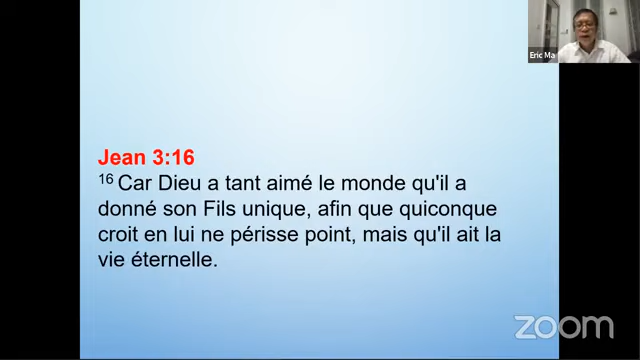 Eric Ma
Jean 3:16
16 Car Dieu a tant aimé le monde qu'il a
donné son Fils unique, afin que quiconque
croit en lui ne périsse point, mais qu'il ait la
vie éternelle.
zoom